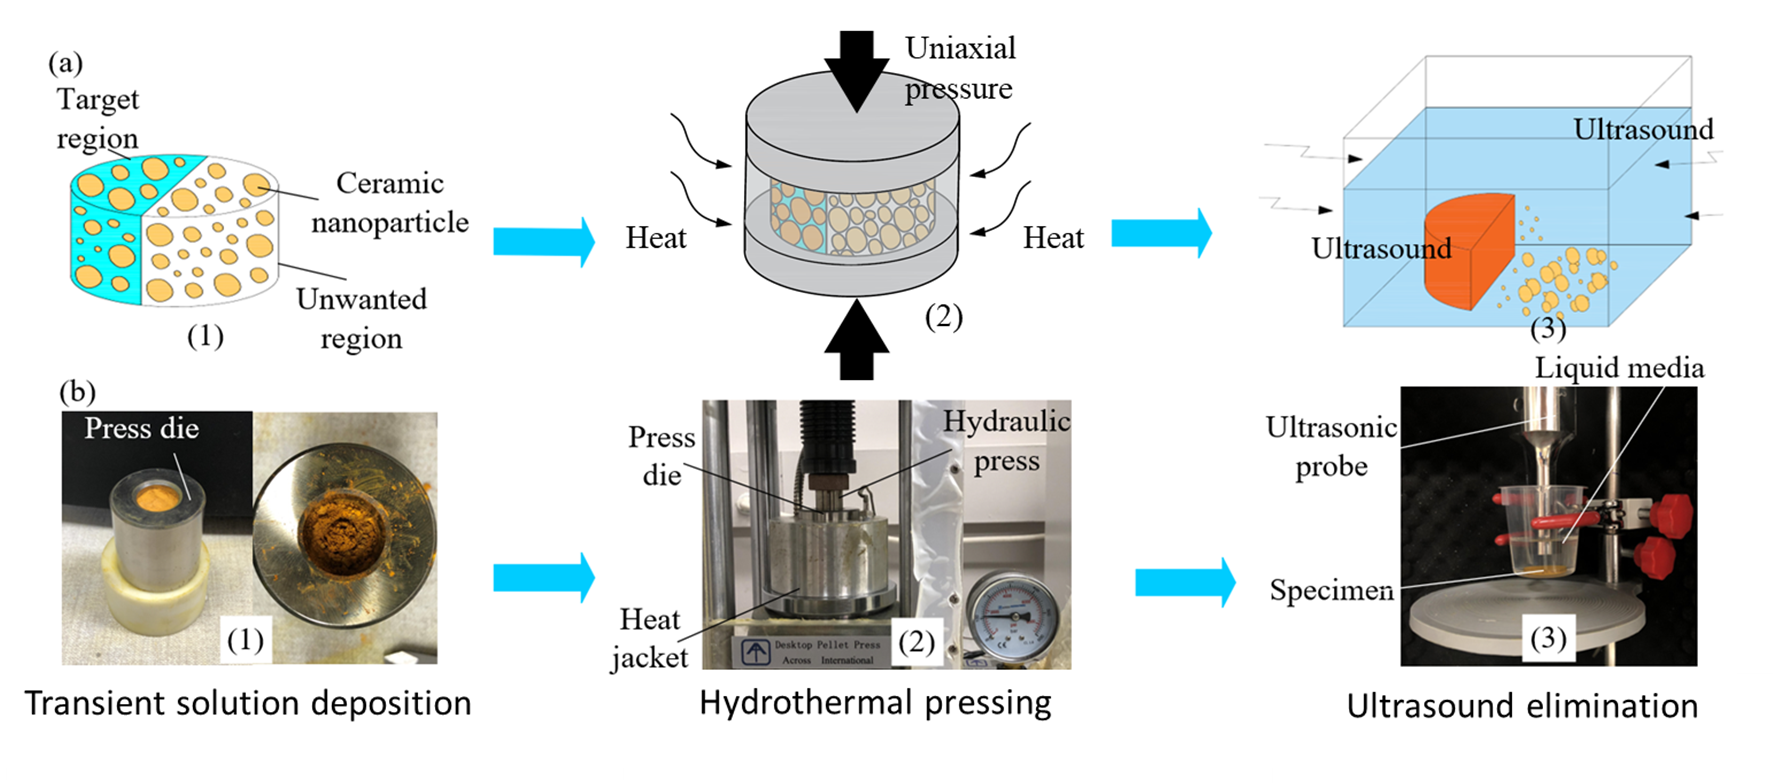 (a)
Target
region
Ceramic
nanoparticle
Unwanted
region
(1)
Uniaxial
pressure
Heat
Heat
(2)
Ultrasound
Ultrasound
(3)
(b)
Press die
(1)
Press
die
Hydraulic
press
Heat
jacket
Desktop Pellet Press
Across International
(2)
Liquid media
Ultrasonic
probe
Specimen
(3)
Transient solution deposition
Hydrothermal pressing
Ultrasound elimination